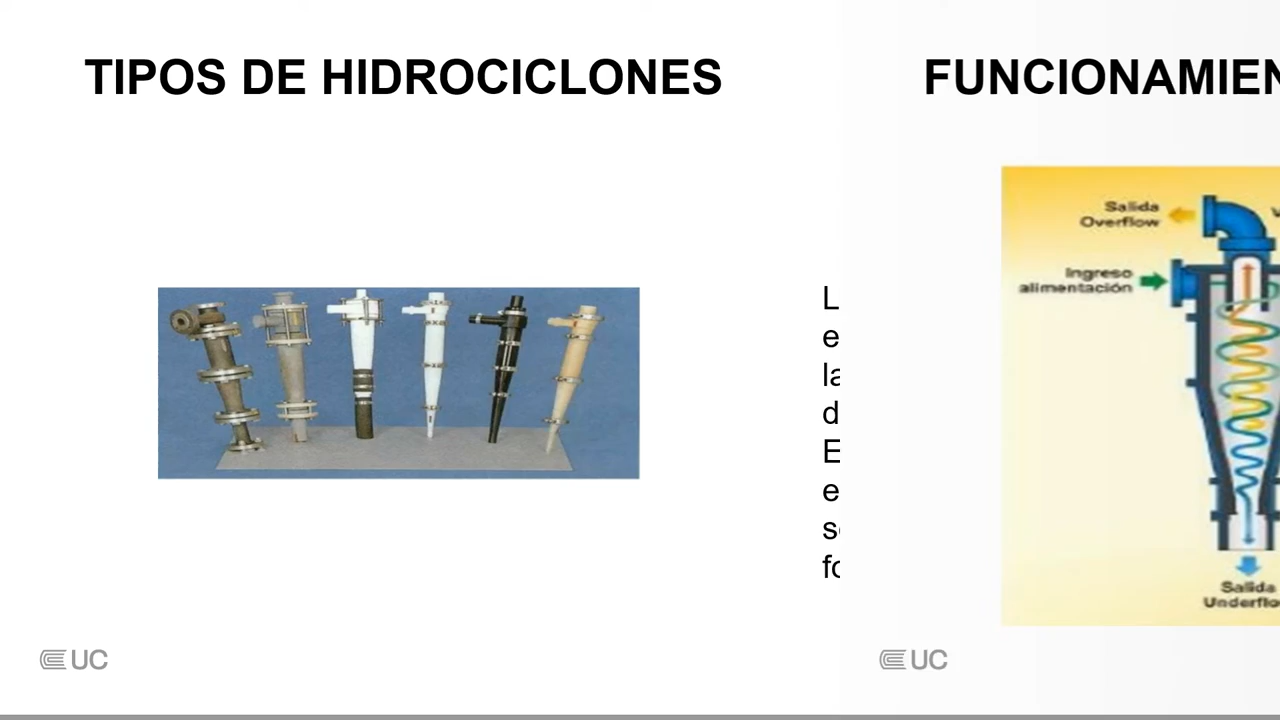 TIPOS DE HIDROCICLONES
UC
FUNCIONAMIEN
Salida
Overflow
Ingreso
alimentación
Salida
Underflo
L
e
la
d
E
e
s
fo
UC